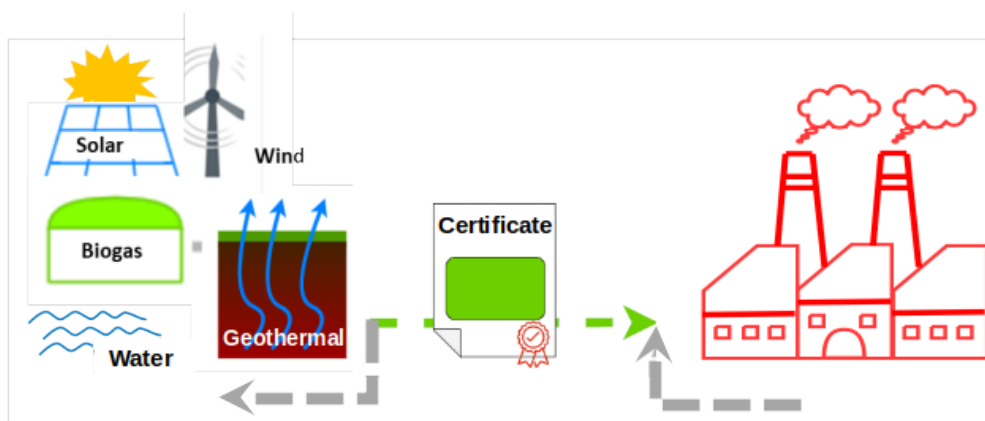 Solar
Wind
Biogas
Geothermal
Water
Certificate